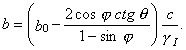 b = ( b₀ − (2 cos φ ctg θ) / (1 − sin φ) ) c / γ_I .